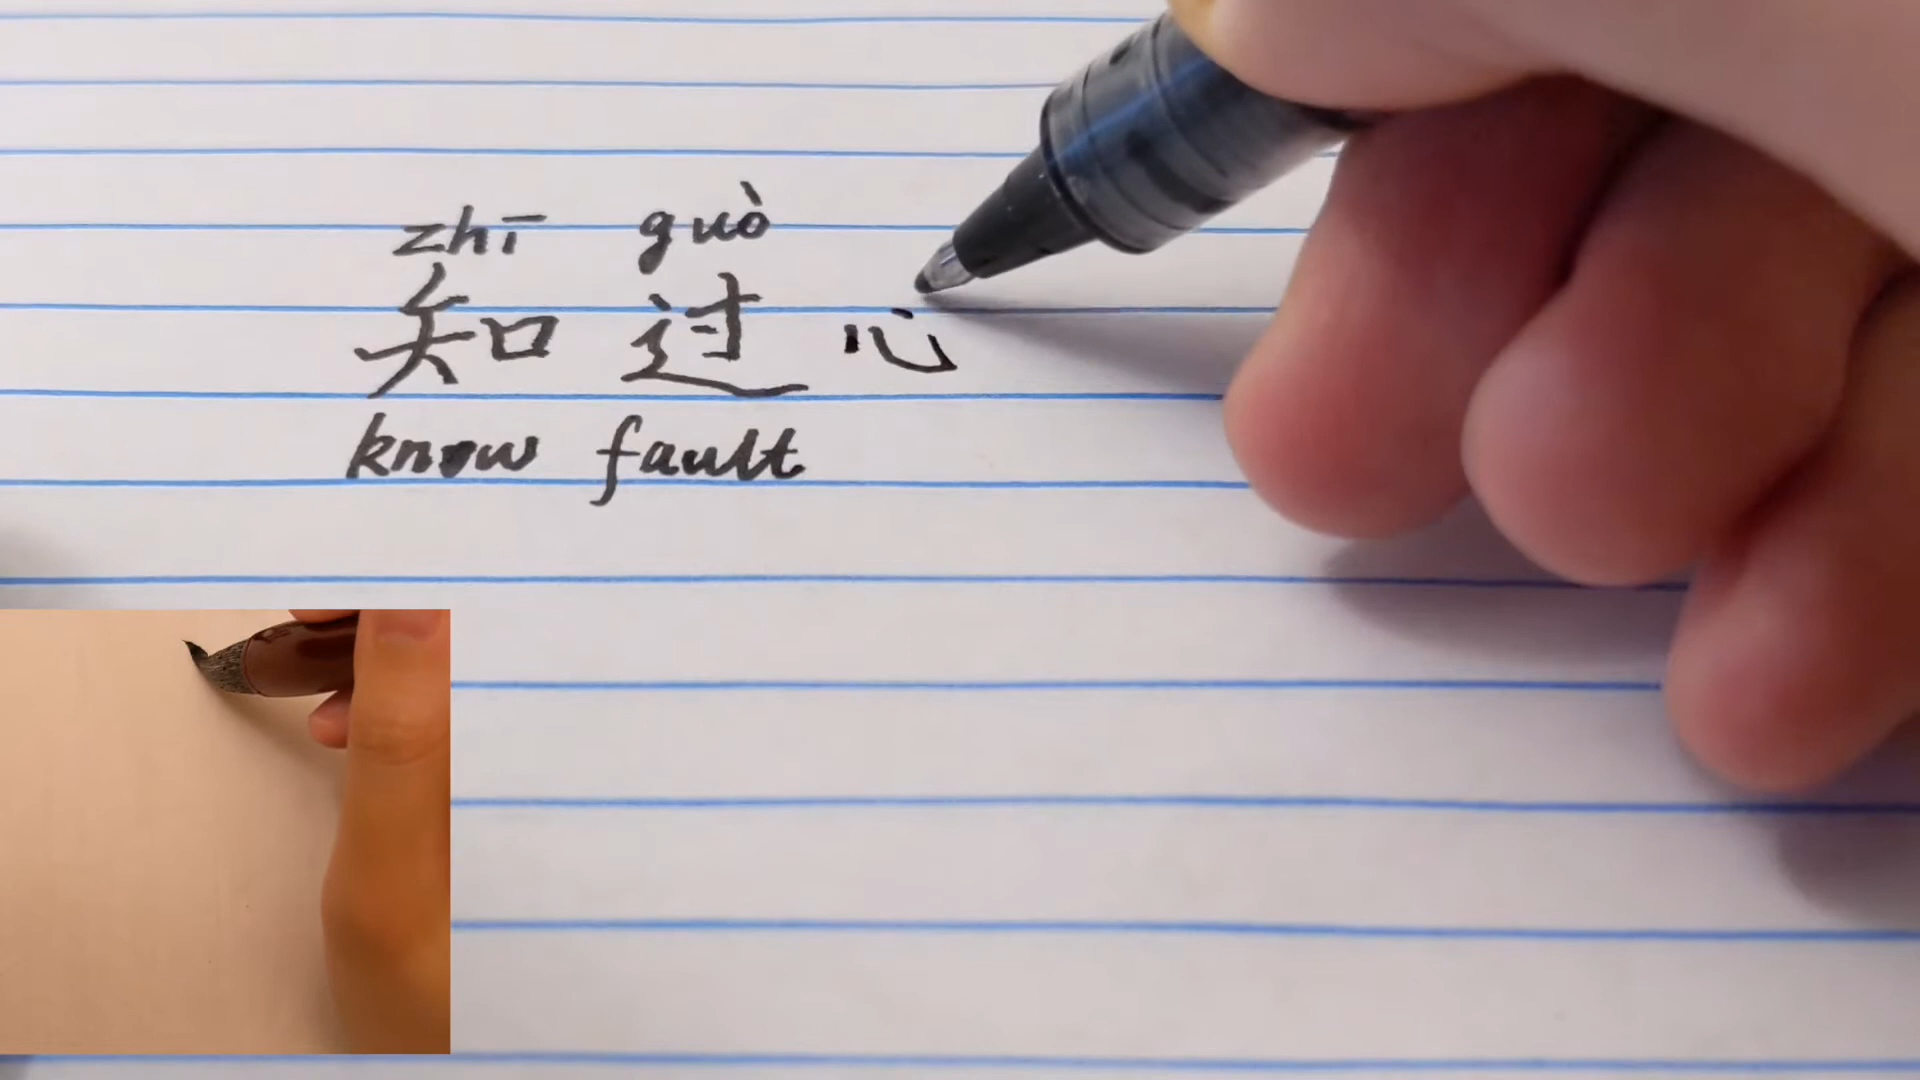 zhī guò
知 过 心
know fault